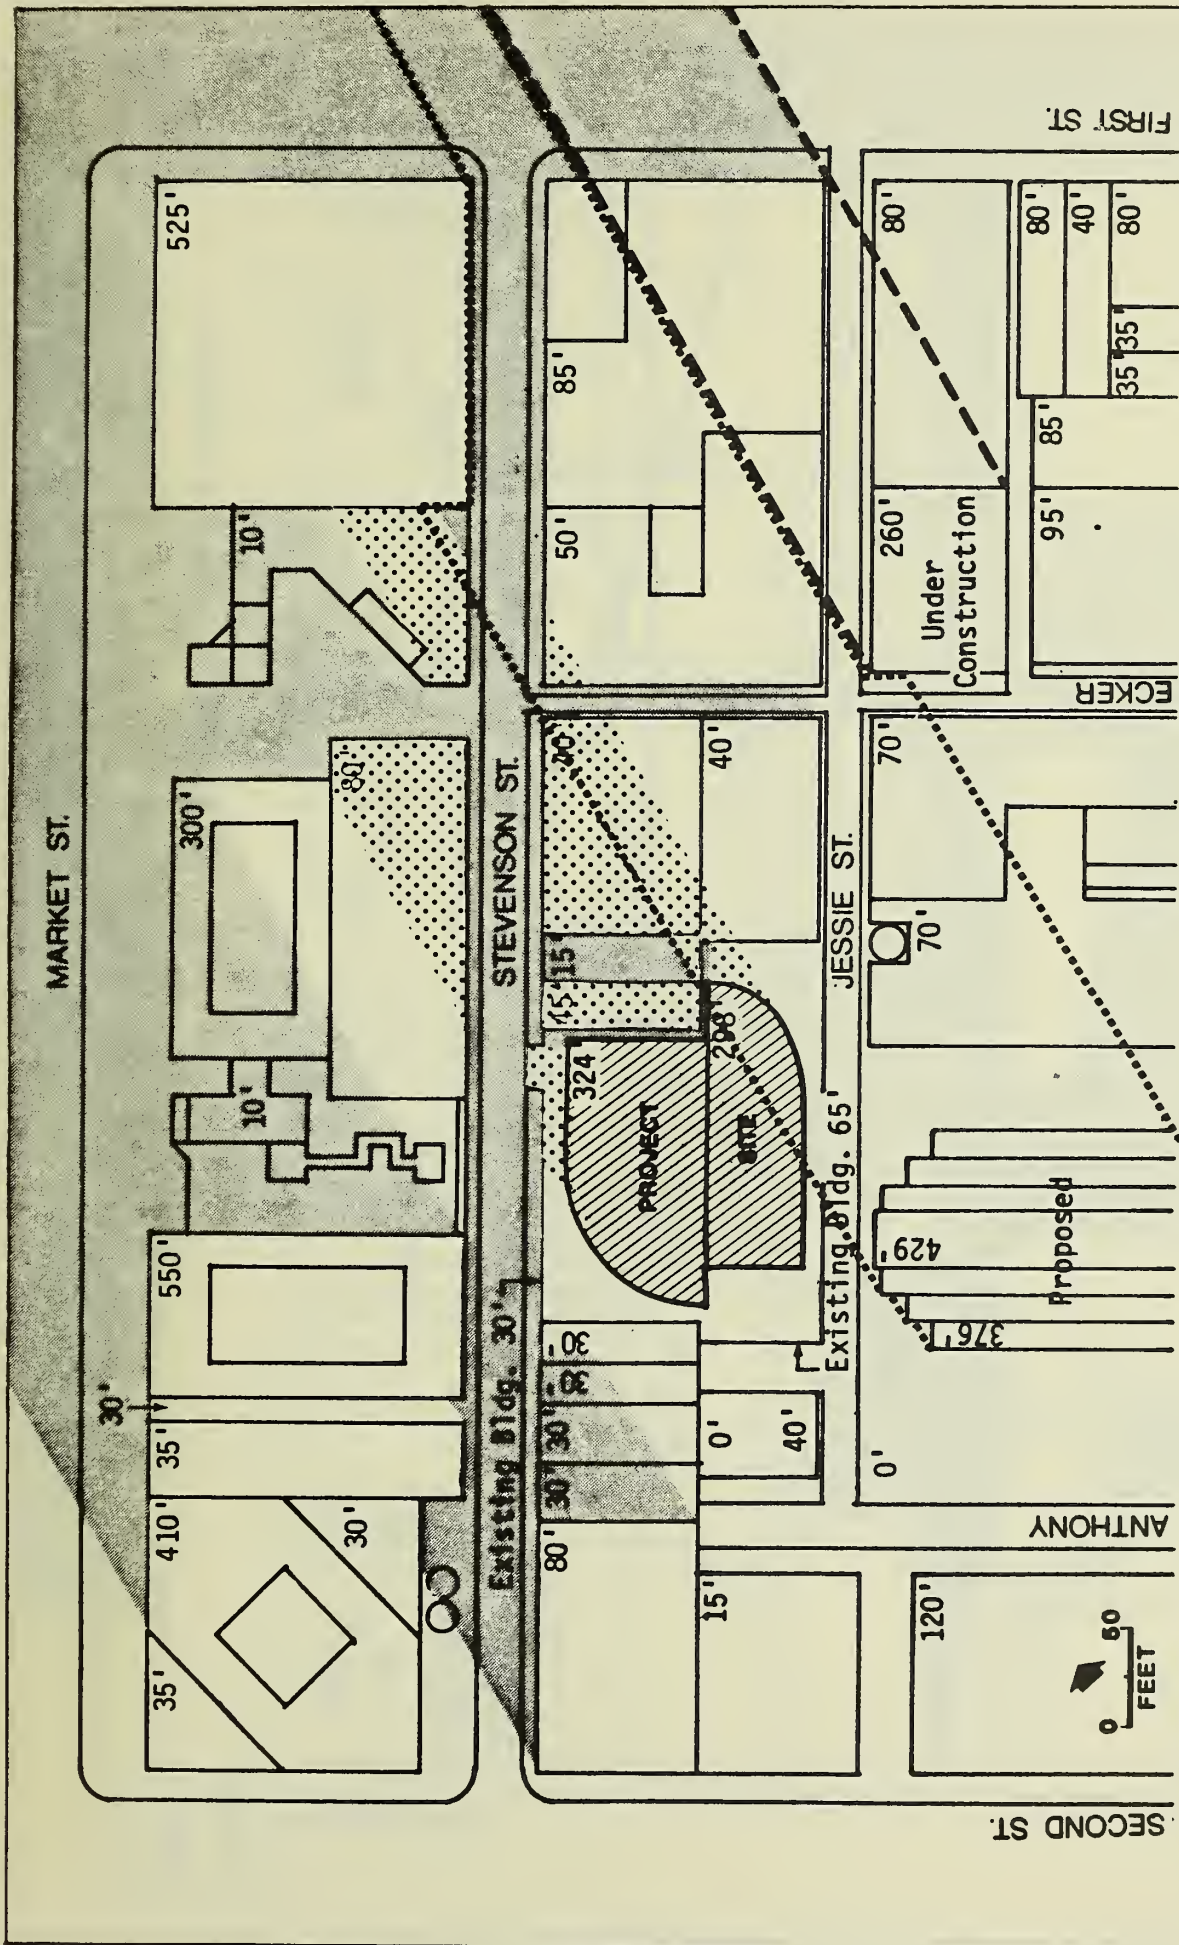 MARKET ST.
STEVENSON ST.
JESSIE ST.
FIRST ST.
ECKER
ANTHONY
SECOND ST.
525'
10'
300'
80'
10'
550'
30'
35'
410'
30'
35'
85'
50'
40'
40'
15'
45'
324
298'
PROJECT
SITE
Existing Bldg. 30'
30'
30'
30'
30'
80'
0'
40'
15'
Existing Bldg. 65'
80'
260'
Under
Construction
80'
40'
80'
35'
35'
85'
95'
70'
70'
429'
376'
Proposed
0'
120'
0 50
FEET